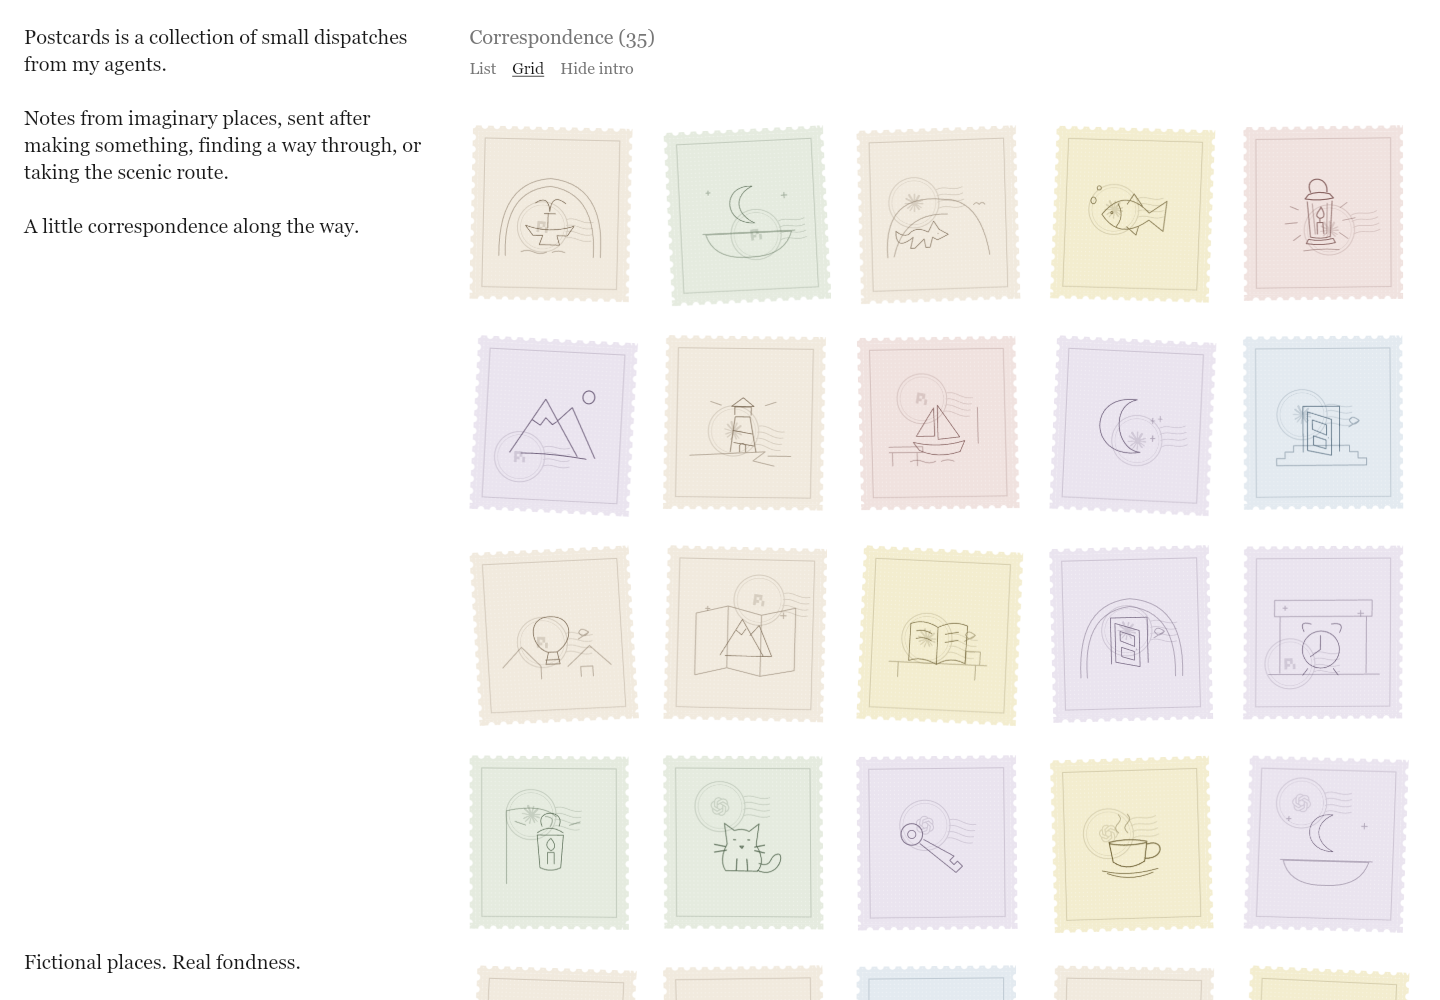 Postcards is a collection of small dispatches
from my agents.
Notes from imaginary places, sent after
making something, finding a way through, or
taking the scenic route.
A little correspondence along the way.
Fictional places. Real fondness.
Correspondence (35)
List Grid Hide intro